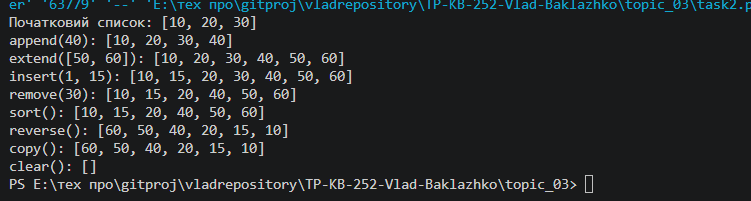 er' '63779' '--' 'E:\тех про\gitproj\vladrepository\TP-KB-252-Vlad-Baklazhko\topic_03\task2.p
Початковий список: [10, 20, 30]
append(40): [10, 20, 30, 40]
extend([50, 60]): [10, 20, 30, 40, 50, 60]
insert(1, 15): [10, 15, 20, 30, 40, 50, 60]
remove(30): [10, 15, 20, 40, 50, 60]
sort(): [10, 15, 20, 40, 50, 60]
reverse(): [60, 50, 40, 20, 15, 10]
copy(): [60, 50, 40, 20, 15, 10]
clear(): []
PS E:\тех про\gitproj\vladrepository\TP-KB-252-Vlad-Baklazhko\topic_03>